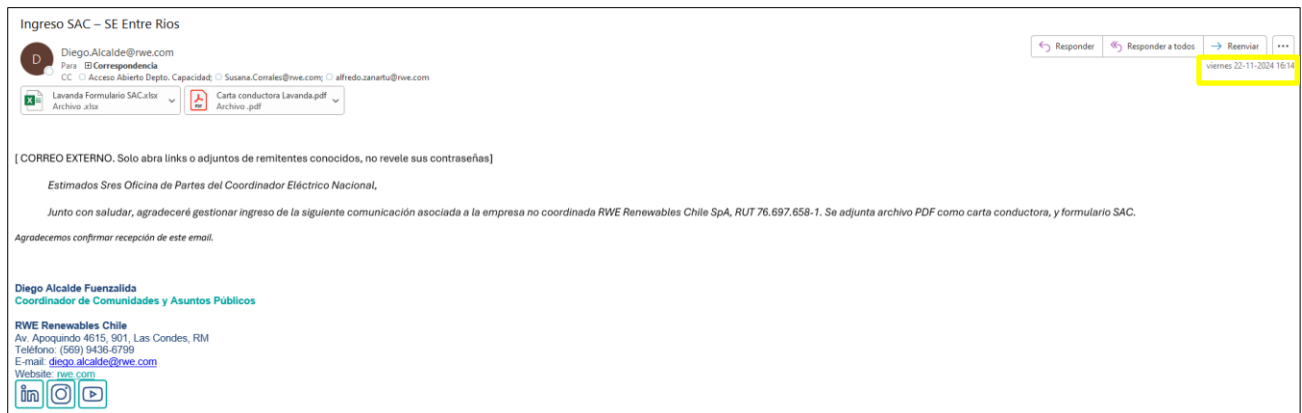 Ingreso SAC – SE Entre Rios
D
Diego.Alcalde@rwe.com
Para Correspondencia
CC Acceso Abierto Depto. Capacidad; Susana.Corrales@rwe.com; alfredo.zanartu@rwe.com
Responder
Responder a todos
Reenviar
viernes 22-11-2024 16:14
Lavanda Formulario SAC.xlsx
Archivo .xlsx
Carta conductora Lavanda.pdf
Archivo .pdf
[ CORREO EXTERNO. Solo abra links o adjuntos de remitentes conocidos, no revele sus contraseñas]
Estimados Sres Oficina de Partes del Coordinador Eléctrico Nacional,
Junto con saludar, agradeceré gestionar ingreso de la siguiente comunicación asociada a la empresa no coordinada RWE Renewables Chile SpA, RUT 76.697.658-1. Se adjunta archivo PDF como carta conductora, y formulario SAC.
Agradecemos confirmar recepción de este email.
Diego Alcalde Fuenzalida
Coordinador de Comunidades y Asuntos Públicos
RWE Renewables Chile
Av. Apoquindo 4615, 901, Las Condes, RM
Teléfono: (569) 9436-6799
E-mail: diego.alcalde@rwe.com
Website: rwe.com
in